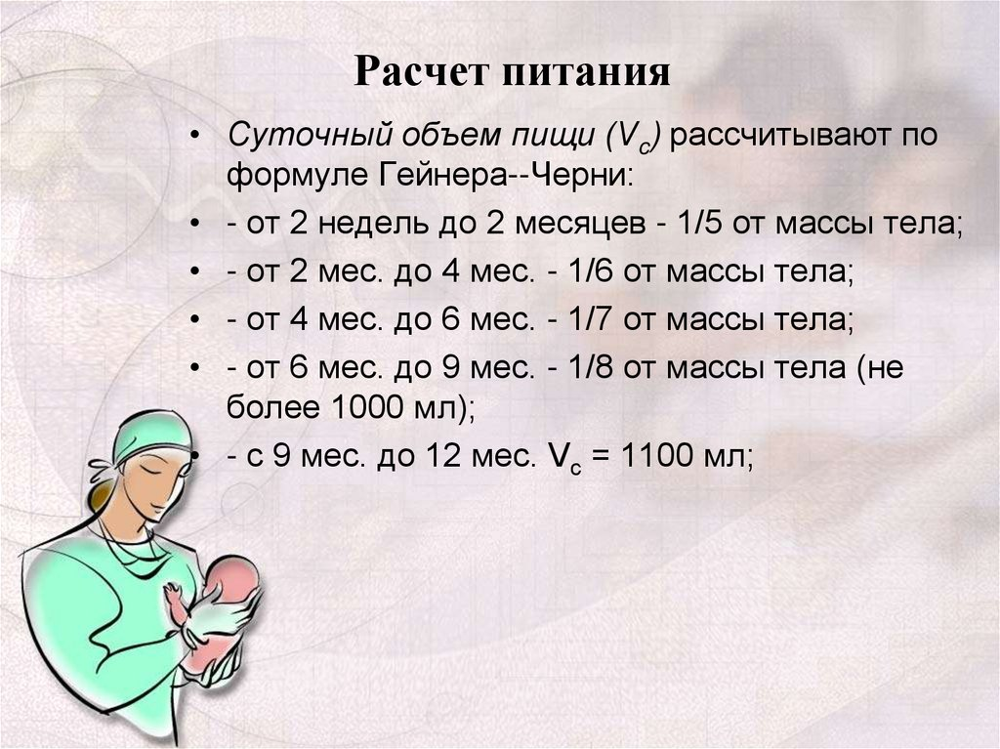 Расчет питания
• Суточный объем пищи (Vс) рассчитывают по
формуле Гейнера--Черни:
• - от 2 недель до 2 месяцев - 1/5 от массы тела;
• - от 2 мес. до 4 мес. - 1/6 от массы тела;
• - от 4 мес. до 6 мес. - 1/7 от массы тела;
• - от 6 мес. до 9 мес. - 1/8 от массы тела (не
более 1000 мл);
• - с 9 мес. до 12 мес. Vс = 1100 мл;